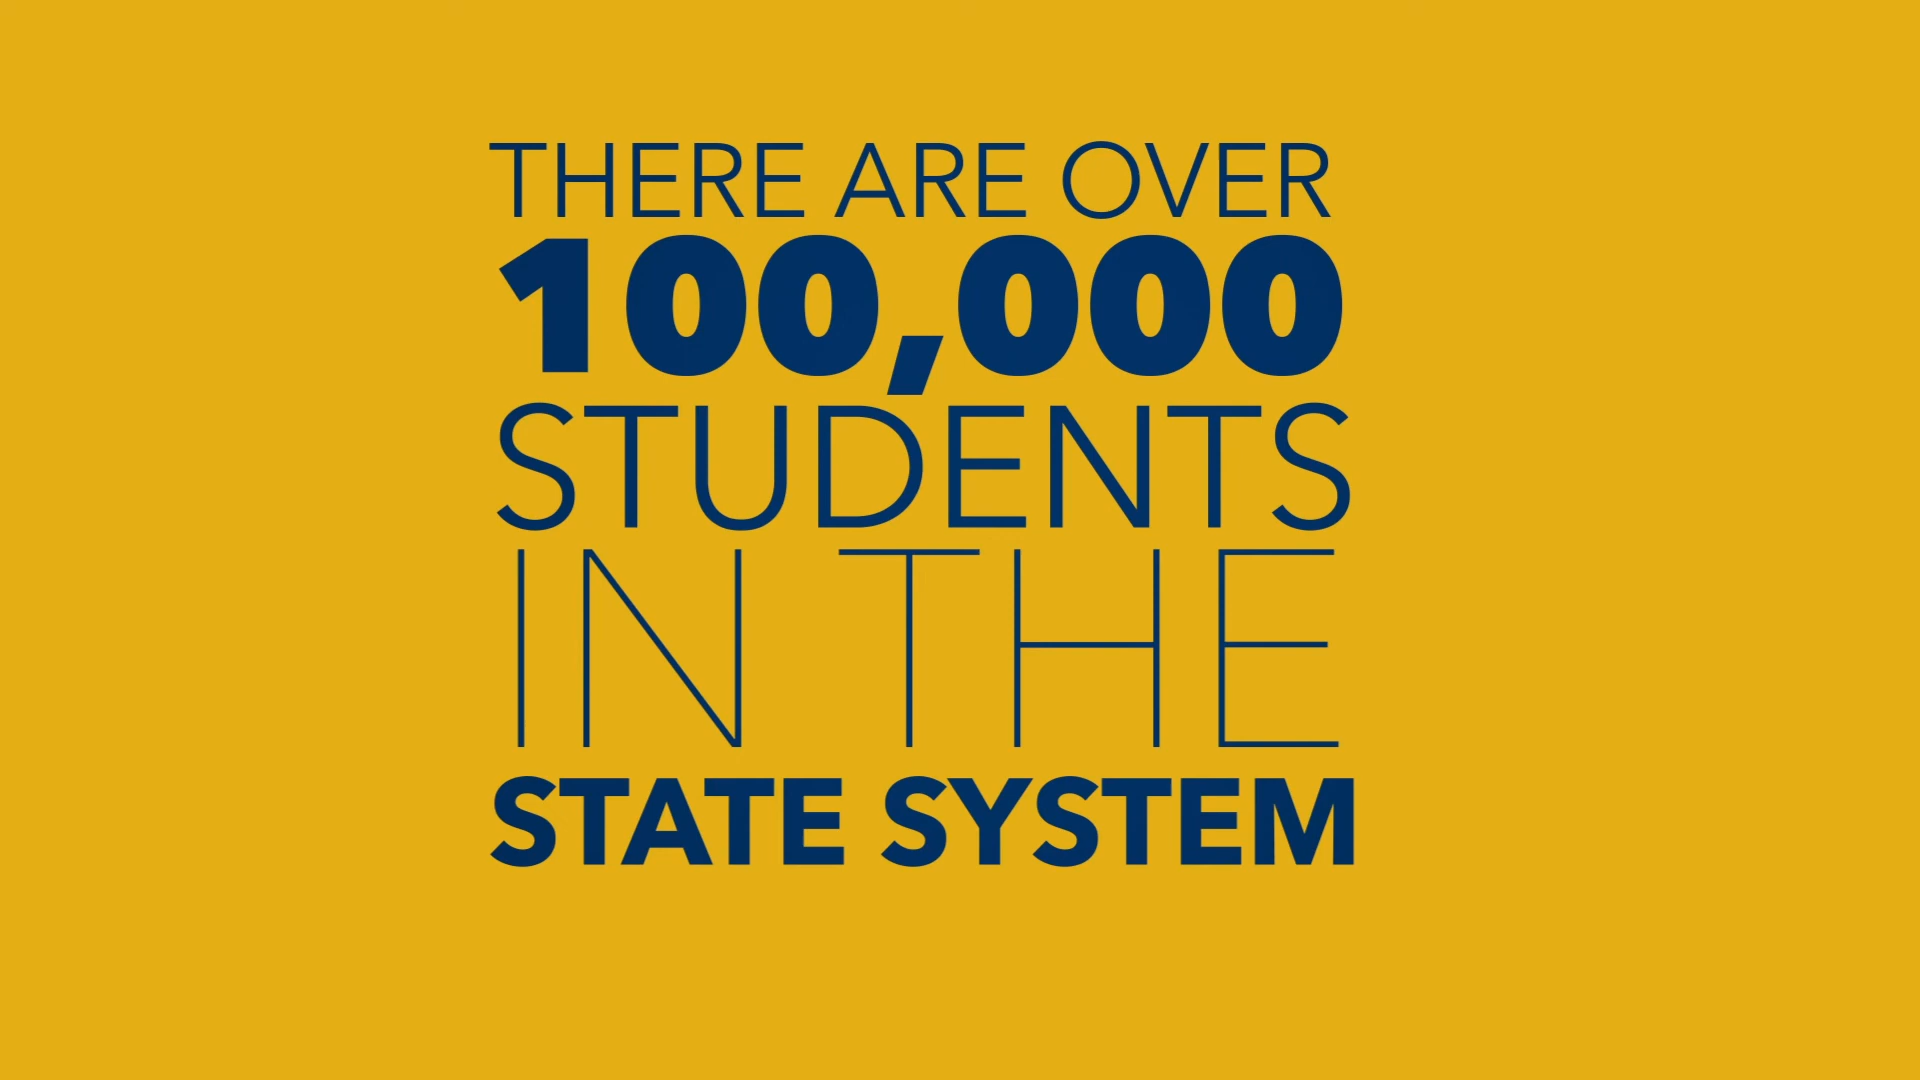 THERE ARE OVER
100,000
STUDENTS
IN THE
STATE SYSTEM